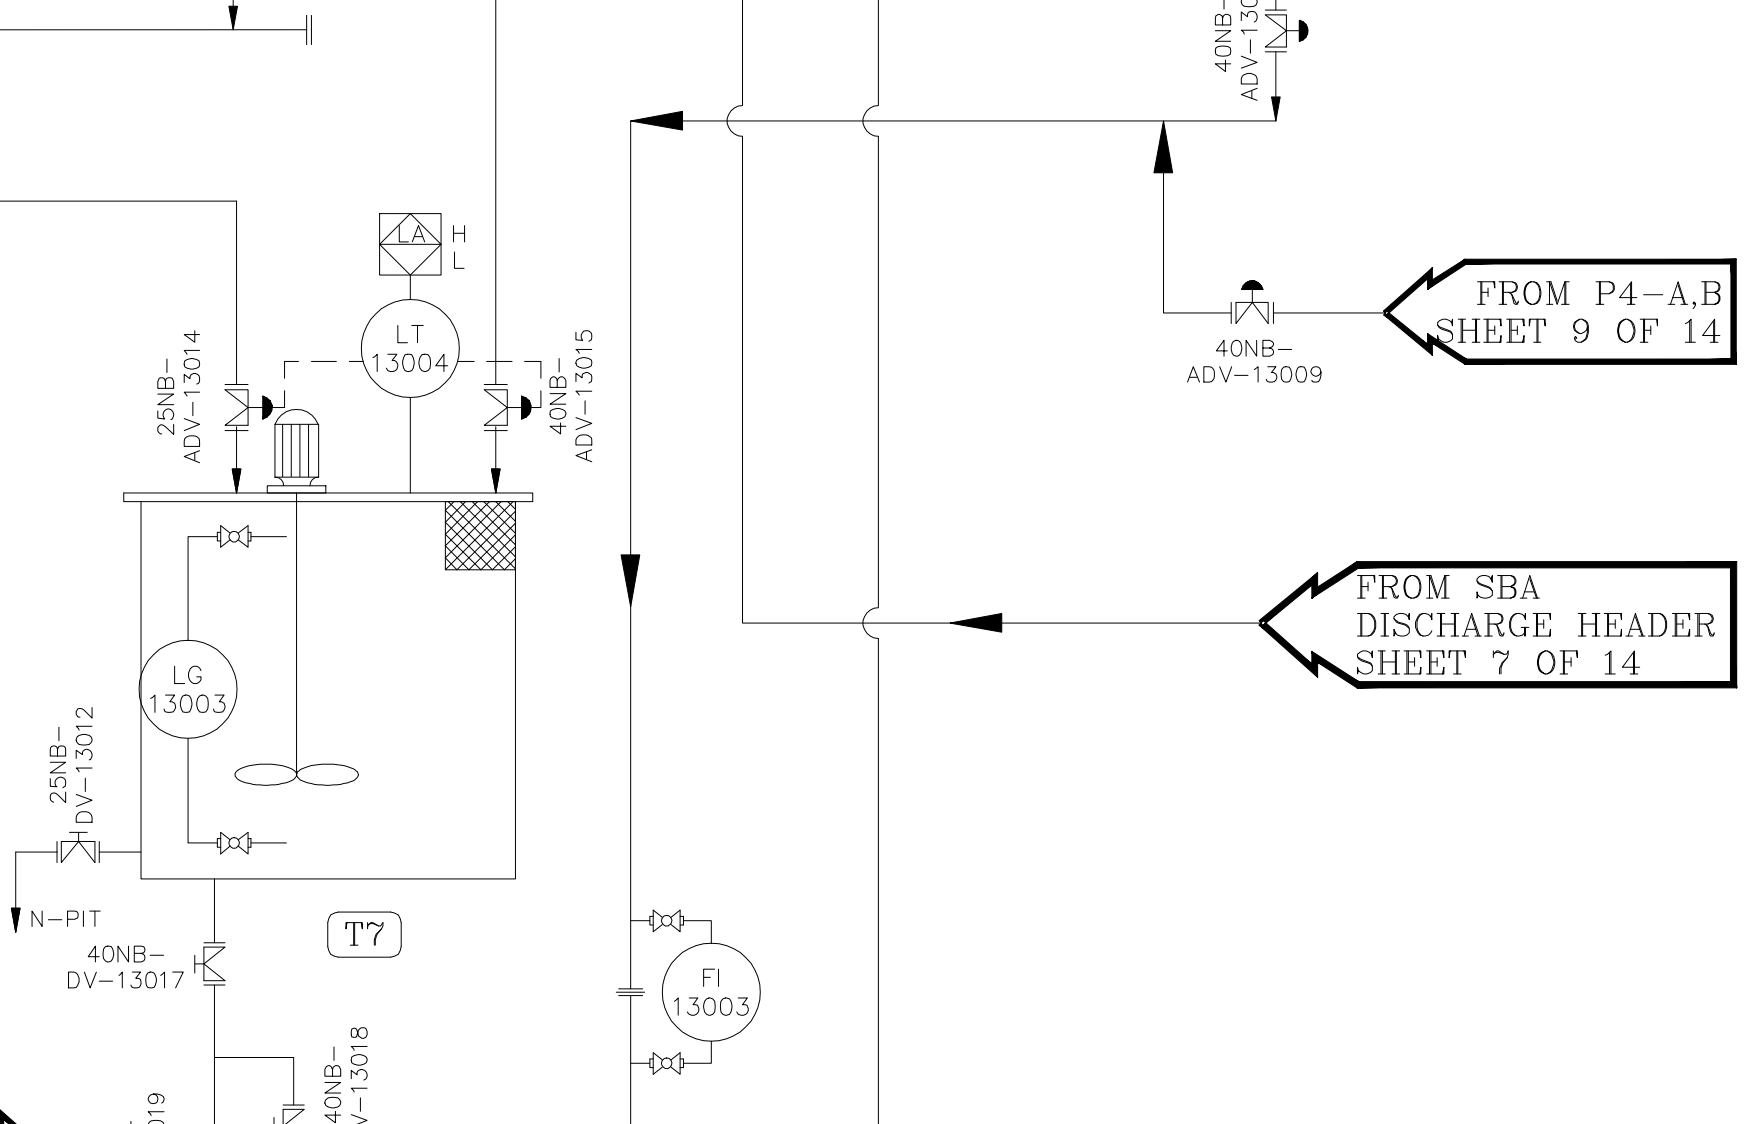 40NB-
LA
H
L
FROM P4-A,B
SHEET 9 OF 14
LT
13004
25NB-
ADV-13014
40NB-
ADV-13015
40NB-
ADV-13009
FROM SBA
DISCHARGE HEADER
SHEET 7 OF 14
LG
13003
25NB-
DV-13012
N-PIT
T7
40NB-
DV-13017
FI
13003
40NB-